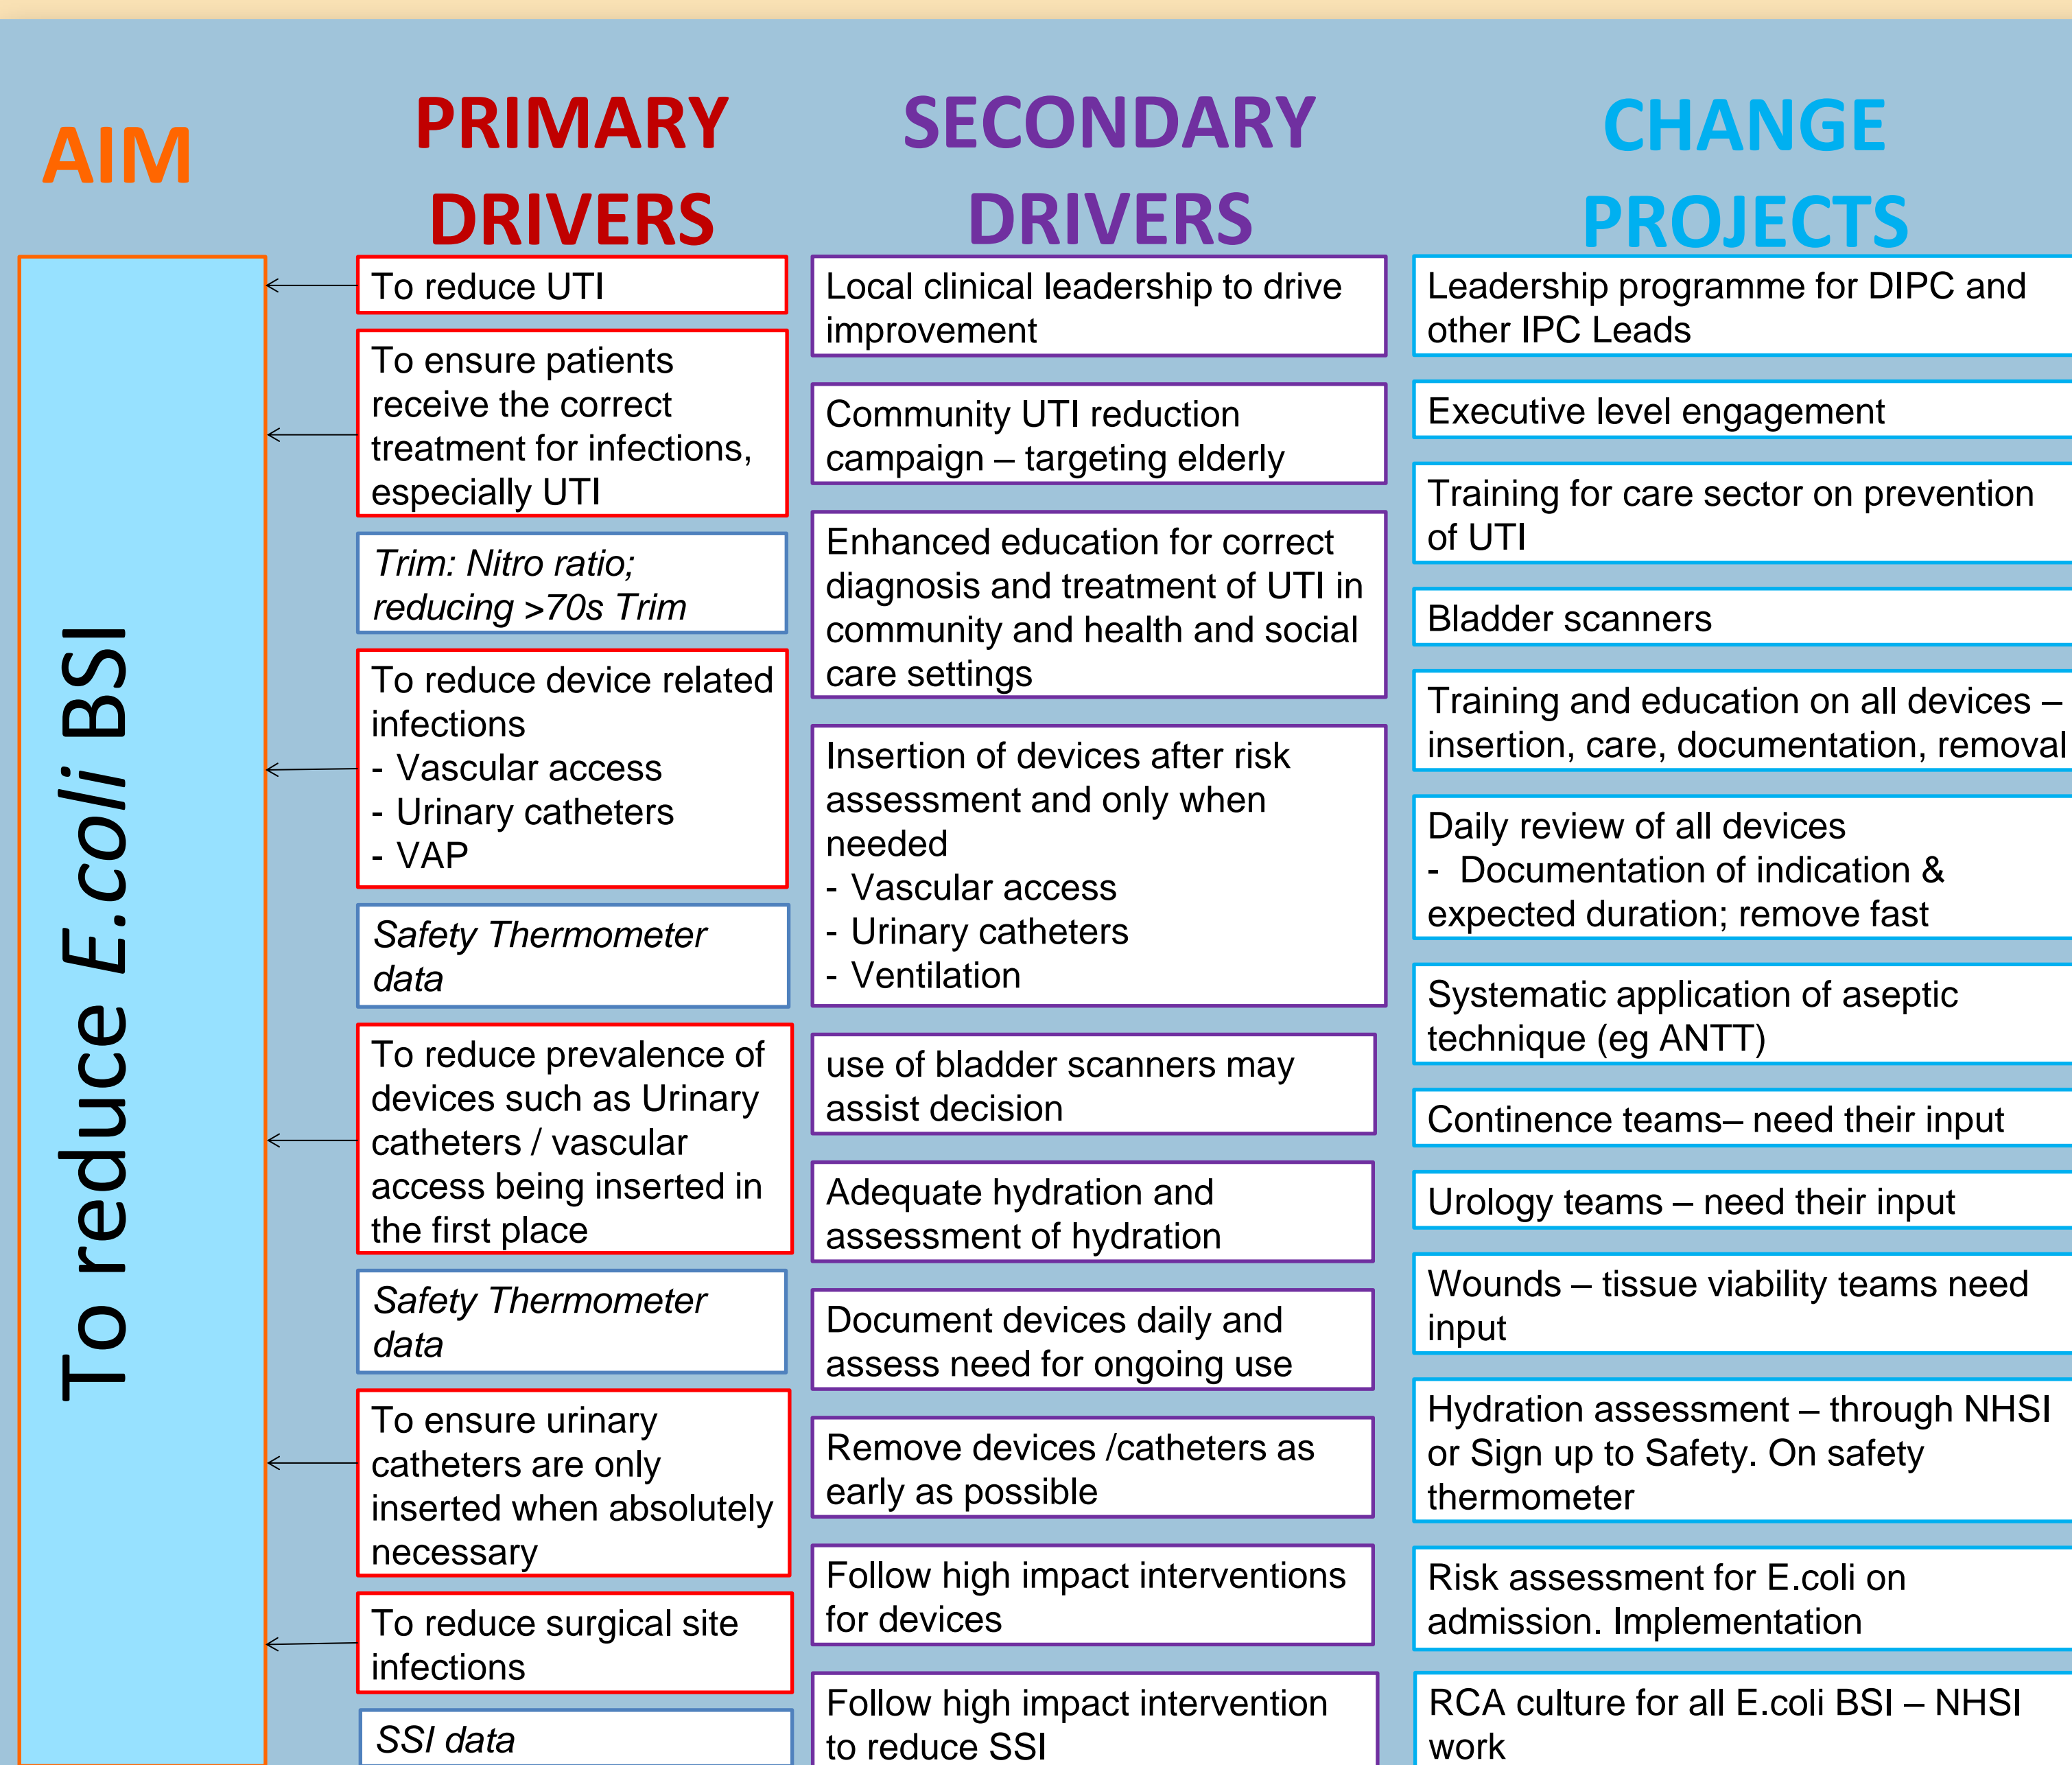 AIM
PRIMARY
DRIVERS
SECONDARY
DRIVERS
CHANGE
PROJECTS
To reduce E.coli BSI
To reduce UTI
To ensure patients
receive the correct
treatment for infections,
especially UTI
Trim: Nitro ratio;
reducing >70s Trim
To reduce device related
infections
- Vascular access
- Urinary catheters
- VAP
Safety Thermometer
data
To reduce prevalence of
devices such as Urinary
catheters / vascular
access being inserted in
the first place
Safety Thermometer
data
To ensure urinary
catheters are only
inserted when absolutely
necessary
To reduce surgical site
infections
SSI data
Local clinical leadership to drive
improvement
Community UTI reduction
campaign – targeting elderly
Enhanced education for correct
diagnosis and treatment of UTI in
community and health and social
care settings
Insertion of devices after risk
assessment and only when
needed
- Vascular access
- Urinary catheters
- Ventilation
use of bladder scanners may
assist decision
Adequate hydration and
assessment of hydration
Document devices daily and
assess need for ongoing use
Remove devices /catheters as
early as possible
Follow high impact interventions
for devices
Follow high impact intervention
to reduce SSI
Leadership programme for DIPC and
other IPC Leads
Executive level engagement
Training for care sector on prevention
of UTI
Bladder scanners
Training and education on all devices –
insertion, care, documentation, removal
Daily review of all devices
- Documentation of indication &
expected duration; remove fast
Systematic application of aseptic
technique (eg ANTT)
Continence teams– need their input
Urology teams – need their input
Wounds – tissue viability teams need
input
Hydration assessment – through NHSI
or Sign up to Safety. On safety
thermometer
Risk assessment for E.coli on
admission. Implementation
RCA culture for all E.coli BSI – NHSI
work